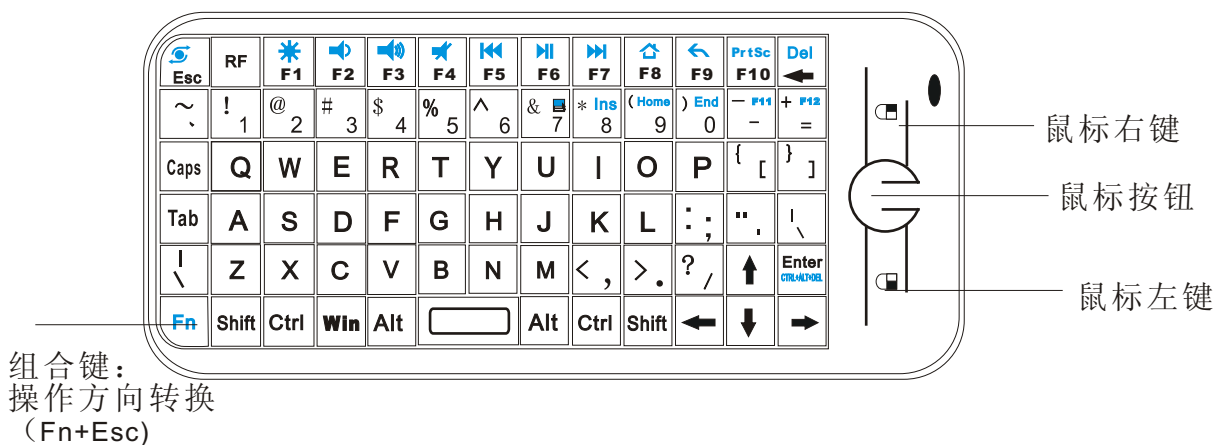 Esc RF F1 F2 F3 F4 F5 F6 F7 F8 F9 PrtSc F10 Del
~ ` ! 1 @ 2 # 3 $ 4 % 5 ^ 6 & 7 * Ins 8 ( Home 9 ) End 0 — F11 - + F12 =
Caps Q W E R T Y U I O P { [ } ]
Tab A S D F G H J K L : ; " ' | \
| \ Z X C V B N M < , > . ? / Enter CTRL+ALT+DEL
Fn Shift Ctrl Win Alt Alt Ctrl Shift
鼠标右键
鼠标按钮
鼠标左键
组合键：
操作方向转换
（Fn+Esc)